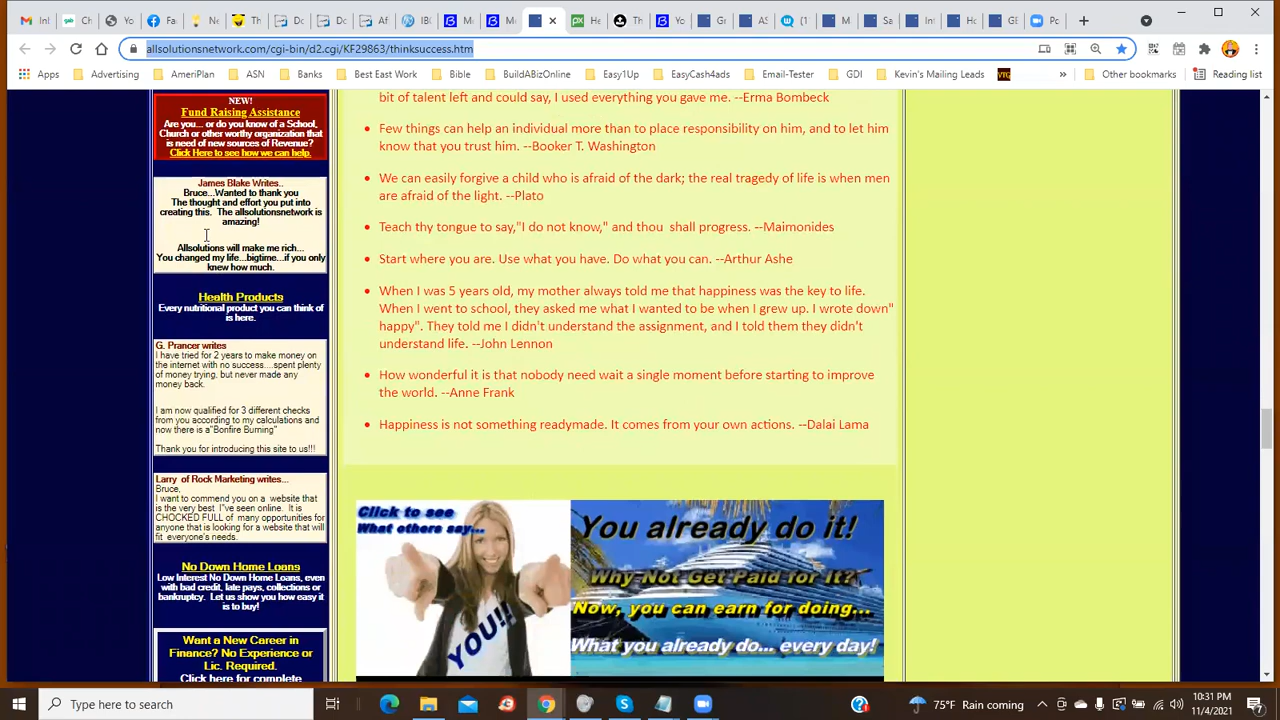 Int
Yo
Fa
Ne
Th
Da
Af
IBI
M
M
He
Th
Yo
Gr
AS
(1
M
Sa
Int
Ho
GE
Pc
allsolutionsnetwork.com/cgi-bin/d2.cgi/KF29863/thinksuccess.htm
Apps
Advertising
AmeriPlan
ASN
Banks
Best East Work
Bible
BuildABizOnline
Easy1Up
EasyCash4ads
Email-Tester
GDI
Kevin's Mailing Leads
»
Other bookmarks
Reading list
NEW!
Fund Raising Assistance
Are you... or do you know of a School,
Church or other worthy organization that
is need of new sources of Revenue?
Click Here to see how we can help.
James Blake Writes..
Bruce...Wanted to thank you
The thought and effort you put into
creating this. The allsolutionsnetwork is
amazing!
Allsolutions will make me rich...
You changed my life...bigtime...if you only
knew how much.
Health Products
Every nutritional product you can think of
is here.
G. Prancer writes
I have tried for 2 years to make money on
the internet with no success....spent plenty
of money trying, but never made any
money back.
I am now qualified for 3 different checks
from you according to my calculations and
now there is a"Bonfire Burning"
Thank you for introducing this site to us!!!
Larry of Rock Marketing writes...
Bruce,
I want to commend you on a website that
is the very best I've seen online. It is
CHOCKED FULL of many opportunities for
anyone that is looking for a website that will
fit everyone's needs.
No Down Home Loans
Low Interest No Down Home Loans, even
with bad credit, late pays, collections or
bankruptcy. Let us show you how easy it
is to buy!
Want a New Career in
Finance? No Experience or
Lic. Required.
Click here for complete
bit of talent left and could say, I used everything you gave me. --Erma Bombeck
Few things can help an individual more than to place responsibility on him, and to let him
know that you trust him. --Booker T. Washington
We can easily forgive a child who is afraid of the dark; the real tragedy of life is when men
are afraid of the light. --Plato
Teach thy tongue to say,"I do not know," and thou shall progress. --Maimonides
Start where you are. Use what you have. Do what you can. --Arthur Ashe
When I was 5 years old, my mother always told me that happiness was the key to life.
When I went to school, they asked me what I wanted to be when I grew up. I wrote down"
happy". They told me I didn't understand the assignment, and I told them they didn't
understand life. --John Lennon
How wonderful it is that nobody need wait a single moment before starting to improve
the world. --Anne Frank
Happiness is not something readymade. It comes from your own actions. --Dalai Lama
Click to see
What others say...
YOU!!
You already do it!
Why Not Get Paid for It?
Now, you can earn for doing...
What you already do... every day!
Type here to search
75°F Rain coming
10:31 PM
11/4/2021